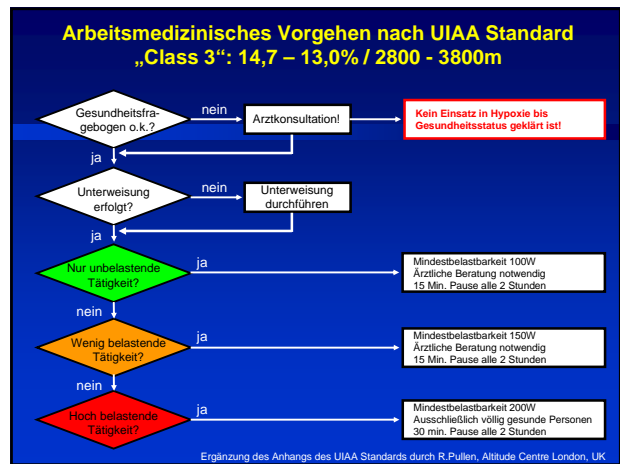 Arbeitsmedizinisches Vorgehen nach UIAA Standard
„Class 3“: 14,7 – 13,0% / 2800 - 3800m
Gesundheitsfra-
gebogen o.k.?
nein
Arztkonsultation!
Kein Einsatz in Hypoxie bis
Gesundheitsstatus geklärt ist!
ja
Unterweisung
erfolgt?
nein
Unterweisung
durchführen
ja
Nur unbelastende
Tätigkeit?
ja
Mindestbelastbarkeit 100W
Ärztliche Beratung notwendig
15 Min. Pause alle 2 Stunden
nein
Wenig belastende
Tätigkeit?
ja
Mindestbelastbarkeit 150W
Ärztliche Beratung notwendig
15 Min. Pause alle 2 Stunden
nein
Hoch belastende
Tätigkeit?
ja
Mindestbelastbarkeit 200W
Ausschließlich völlig gesunde Personen
30 min. Pause alle 2 Stunden
Ergänzung des Anhangs des UIAA Standards durch R.Pullen, Altitude Centre London, UK